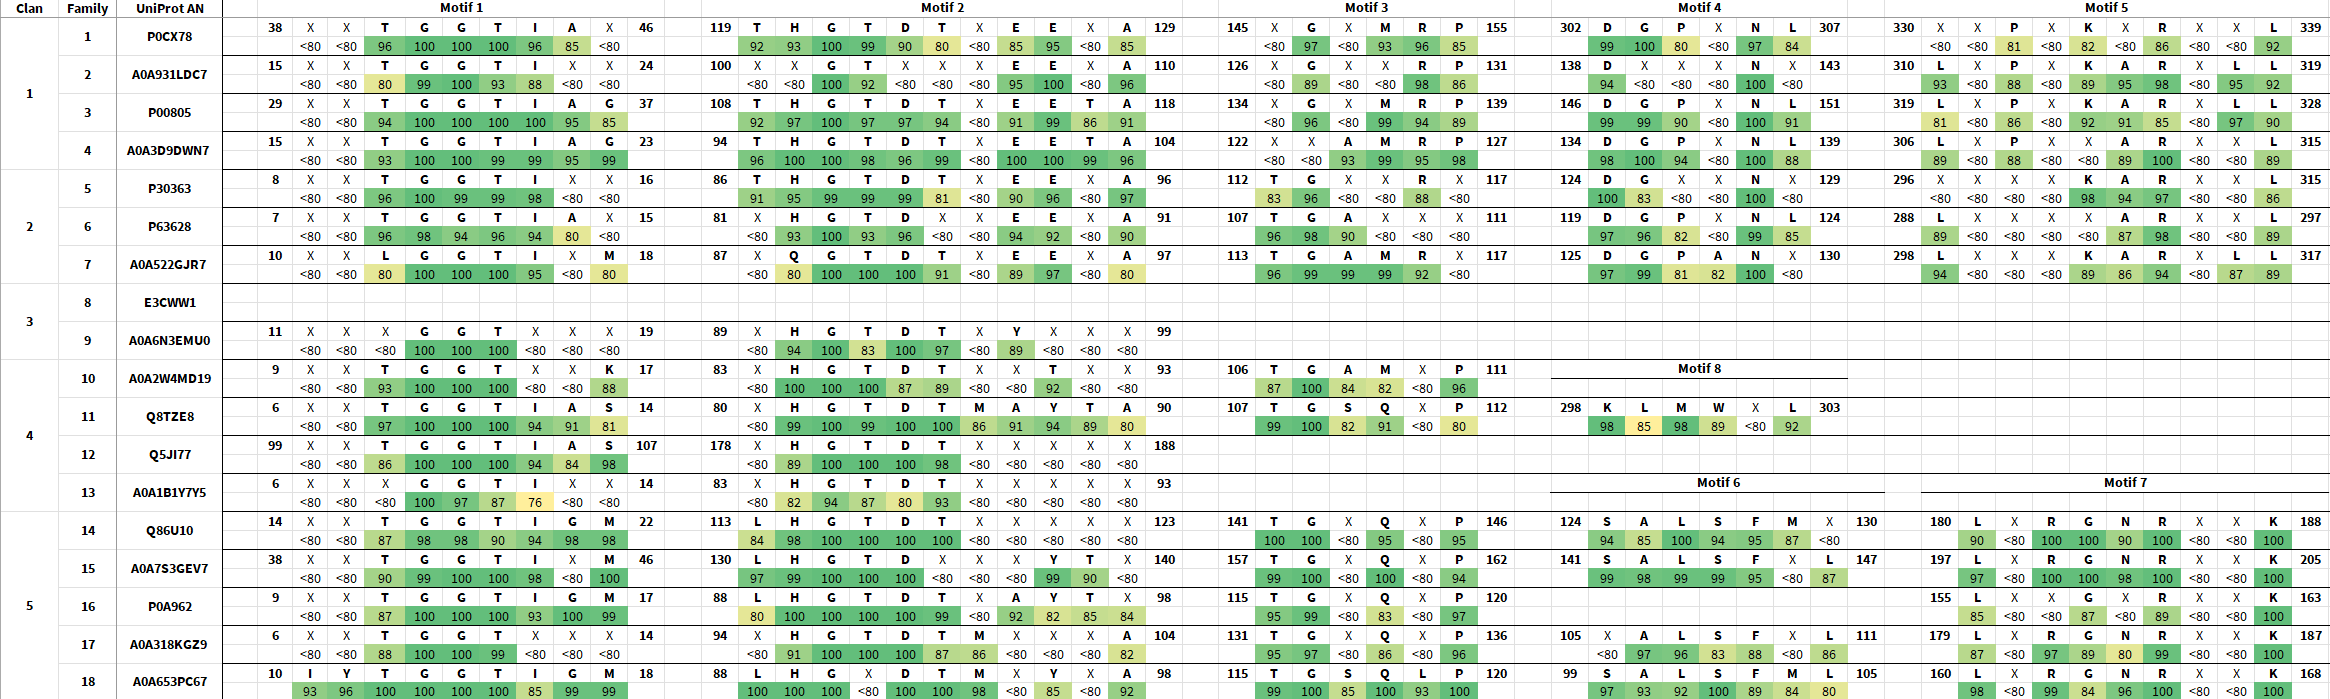 Clan Family UniProt AN Motif 1 Motif 2 Motif 3 Motif 4 Motif 5
1 1 P0CX78 38 X X T G G T I A X 46 119 T H G T D T X E E X A 129 145 X G X M R P 155 302 D G P X N L 307 330 X X P X K X R X X L 339
<80 <80 96 100 100 100 96 85 <80 92 93 100 99 90 80 <80 85 95 <80 85 <80 97 <80 93 96 85 99 100 80 <80 97 84 <80 <80 81 <80 82 <80 86 <80 <80 92
2 A0A931LDC7 15 X X T G G T I X X 24 100 X X G T X X X E E X A 110 126 X G X X R P 131 138 D X X X N X 143 310 L X P X K A R X L L 319
<80 <80 80 99 100 93 88 <80 <80 <80 <80 100 92 <80 <80 <80 95 100 <80 96 <80 89 <80 <80 98 86 94 <80 <80 <80 100 <80 93 <80 88 <80 89 95 98 <80 95 92
3 P00805 29 X X T G G T I A G 37 108 T H G T D T X E E T A 118 134 X G X M R P 139 146 D G P X N L 151 319 L X P X K A R X L L 328
<80 <80 94 100 100 100 100 95 85 92 97 100 97 97 94 <80 91 99 86 91 <80 96 <80 99 94 89 99 99 90 <80 100 91 81 <80 86 <80 92 91 85 <80 97 90
4 A0A3D9DWN7 15 X X T G G T I A G 23 94 T H G T D T X E E T A 104 122 X X A M R P 127 134 D G P X N L 139 306 L X P X X A R X X L 315
<80 <80 93 100 100 99 99 95 99 96 100 100 98 96 99 <80 100 100 99 96 <80 <80 93 99 95 98 98 100 94 <80 100 88 89 <80 88 <80 <80 89 100 <80 <80 89
2 5 P30363 8 X X T G G T I X X 16 86 T H G T D T X E E X A 96 112 T G X X R X 117 124 D G X X N X 129 296 X X X X K A R X X L 315
<80 <80 96 100 99 99 98 <80 <80 91 95 99 99 99 81 <80 90 96 <80 97 83 96 <80 <80 88 <80 100 83 <80 <80 100 <80 <80 <80 <80 <80 98 94 97 <80 <80 86
6 P63628 7 X X T G G T I A X 15 81 X H G T D X X E E X A 91 107 T G A X X X 111 119 D G P X N L 124 288 L X X X X A R X X L 297
<80 <80 96 98 94 96 94 80 <80 <80 93 100 93 96 <80 <80 94 92 <80 90 96 98 90 <80 <80 <80 97 96 82 <80 99 85 89 <80 <80 <80 <80 87 98 <80 <80 89
7 A0A522GJR7 10 X X L G G T I X M 18 87 X Q G T D T X E E X A 97 113 T G A M R X 117 125 D G P A N X 130 298 L X X X K A R X L L 317
<80 <80 80 100 100 100 95 <80 80 <80 80 100 100 100 91 <80 89 97 <80 80 96 99 99 99 92 <80 97 99 81 82 100 <80 94 <80 <80 <80 89 86 94 <80 87 89
3 8 E3CWW1
9 A0A6N3EMU0 11 X X X G G T X X X 19 89 X H G T D T X Y X X X 99
<80 <80 <80 100 100 100 <80 <80 <80 <80 94 100 83 100 97 <80 89 <80 <80 <80
4 10 A0A2W4MD19 9 X X T G G T X X K 17 83 X H G T D T X X T X X 93 106 T G A M X P 111 Motif 8
<80 <80 93 100 100 100 <80 <80 88 <80 100 100 100 87 89 <80 <80 92 <80 <80 87 100 84 82 <80 96
11 Q8TZE8 6 X X T G G T I A S 14 80 X H G T D T M A Y T A 90 107 T G S Q X P 112 298 K L M W X L 303
<80 <80 97 100 100 100 94 91 81 <80 99 100 99 100 100 86 91 94 89 80 99 100 82 91 <80 80 98 85 98 89 <80 92
12 Q5JI77 99 X X T G G T I A S 107 178 X H G T D T X X X X X 188
<80 <80 86 100 100 100 94 84 98 <80 89 100 100 100 98 <80 <80 <80 <80 <80
13 A0A1B1Y7Y5 6 X X X G G T I X X 14 83 X H G T D T X X X X X 93 Motif 6 Motif 7
<80 <80 <80 100 97 87 76 <80 <80 <80 82 94 87 80 93 <80 <80 <80 <80 <80
5 14 Q86U10 14 X X T G G T I G M 22 113 L H G T D T X X X X X 123 141 T G X Q X P 146 124 S A L S F M X 130 180 L X R G N R X X K 188
<80 <80 87 98 98 90 94 98 98 84 98 100 100 100 100 <80 <80 <80 <80 <80 100 100 <80 95 <80 95 94 85 100 94 95 87 <80 90 <80 100 100 90 100 <80 <80 100
15 A0A7S3GEV7 38 X X T G G T I X M 46 130 L H G T D X X X Y T X 140 157 T G X Q X P 162 141 S A L S F X L 147 197 L X R G N R X X K 205
<80 <80 90 99 100 100 98 <80 100 97 99 100 100 100 <80 <80 <80 99 90 <80 99 100 <80 100 <80 94 99 98 99 99 95 <80 87 97 <80 100 100 98 100 <80 <80 100
16 P0A962 9 X X T G G T I G M 17 88 L H G T D T X A Y T X 98 115 T G X Q X P 120 155 L X X G X R X X K 163
<80 <80 87 100 100 100 93 100 99 80 100 100 100 100 99 <80 92 82 85 84 95 99 <80 83 <80 97 85 <80 <80 87 <80 89 <80 <80 100
17 A0A318KGZ9 6 X X T G G T X X X 14 94 X H G T D T M X X X A 104 131 T G X Q X P 136 105 X A L S F X L 111 179 L X R G N R X X K 187
<80 <80 88 100 100 99 <80 <80 <80 <80 91 100 100 100 87 86 <80 <80 <80 82 95 97 <80 86 <80 96 <80 97 96 83 88 <80 86 87 <80 97 89 80 99 <80 <80 100
18 A0A653PC67 10 I Y T G G T I G M 18 88 L H G X D T M X Y X A 98 115 T G S Q L P 120 99 S A L S F M L 105 160 L X R G N R X X K 168
93 96 100 100 100 100 85 99 99 100 100 100 <80 100 100 98 <80 85 <80 92 99 100 85 100 93 100 97 93 92 100 89 84 80 98 <80 99 84 96 100 <80 <80 100